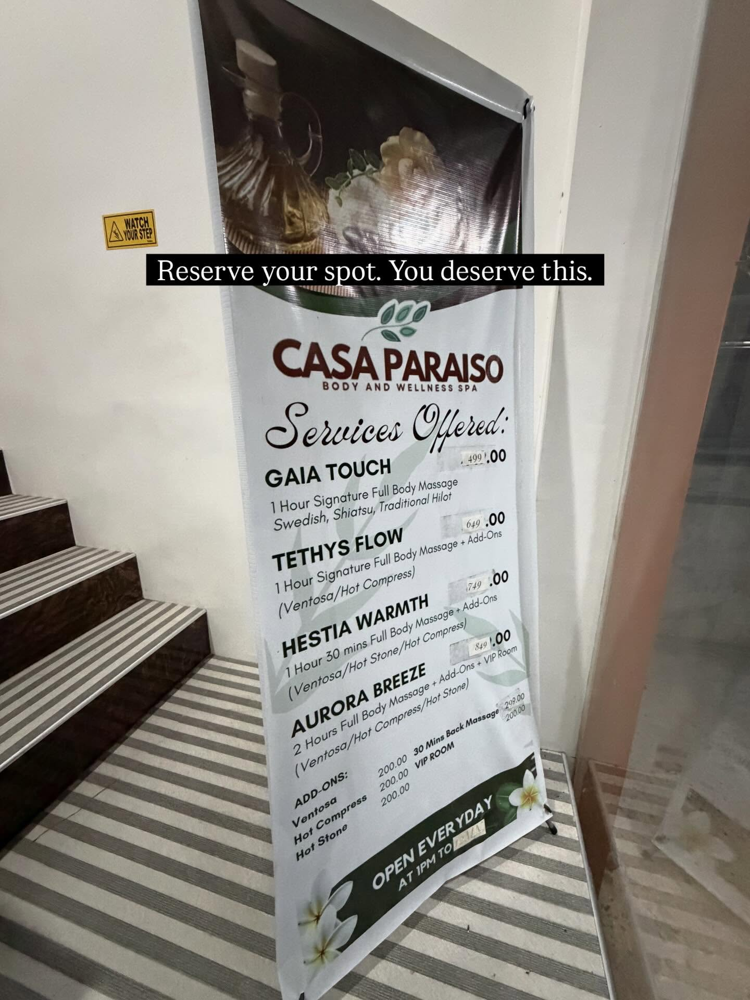 WATCH
YOUR STEP
Reserve your spot. You deserve this.
CASA PARAISO
BODY AND WELLNESS SPA
Services Offered:
GAIA TOUCH 499.00
1 Hour Signature Full Body Massage
Swedish, Shiatsu, Traditional Hilot
TETHYS FLOW 649.00
1 Hour Signature Full Body Massage + Add-Ons
(Ventosa/Hot Compress)
HESTIA WARMTH 749.00
1 Hour 30 mins Full Body Massage + Add-Ons
(Ventosa/Hot Stone/Hot Compress)
AURORA BREEZE 849.00
2 Hours Full Body Massage + Add-Ons + VIP Room
(Ventosa/Hot Compress/Hot Stone)
ADD-ONS:
Ventosa 200.00
Hot Compress 200.00
Hot Stone 200.00
30 Mins Back Massage 299.00
VIP ROOM 200.00
OPEN EVERYDAY
AT 1PM TO